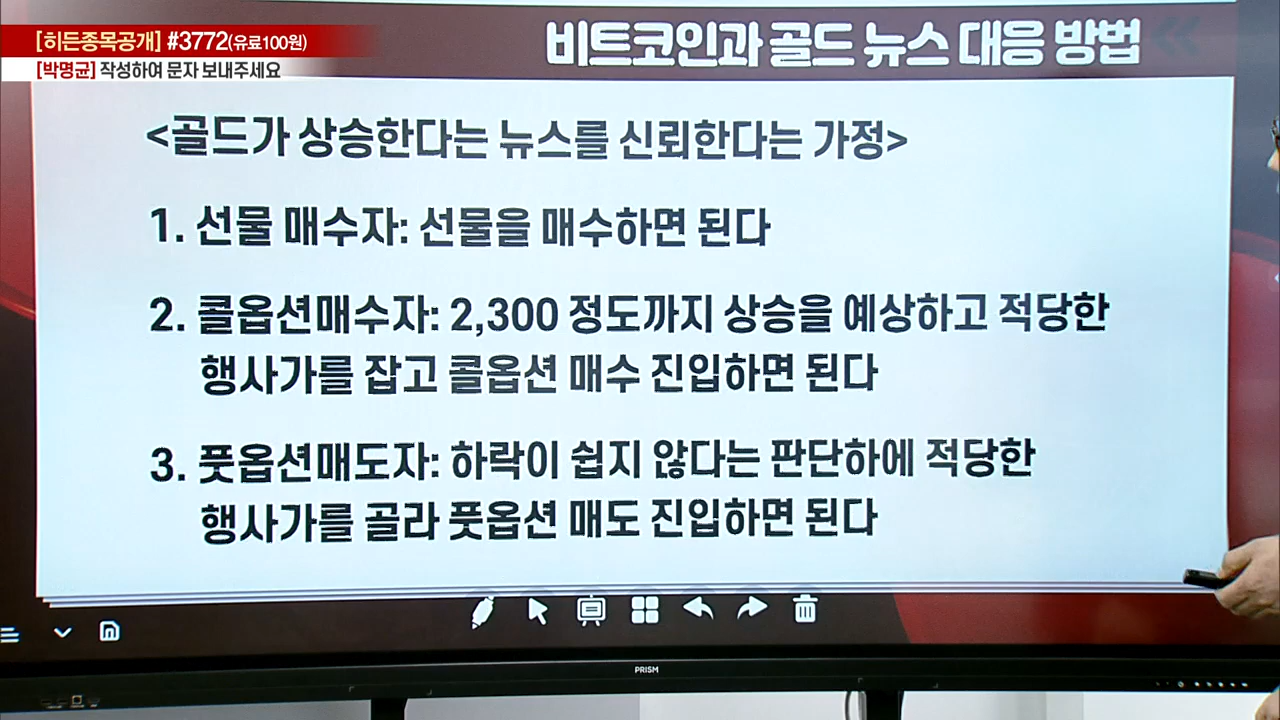 [히든종목공개] #3772(유료100원)
[박명균] 작성하여 문자 보내주세요
비트코인과 골드 뉴스 대응 방법
<골드가 상승한다는 뉴스를 신뢰한다는 가정>
1. 선물 매수자: 선물을 매수하면 된다
2. 콜옵션매수자: 2,300 정도까지 상승을 예상하고 적당한
행사가를 잡고 콜옵션 매수 진입하면 된다
3. 풋옵션매도자: 하락이 쉽지 않다는 판단하에 적당한
행사가를 골라 풋옵션 매도 진입하면 된다
PRISM